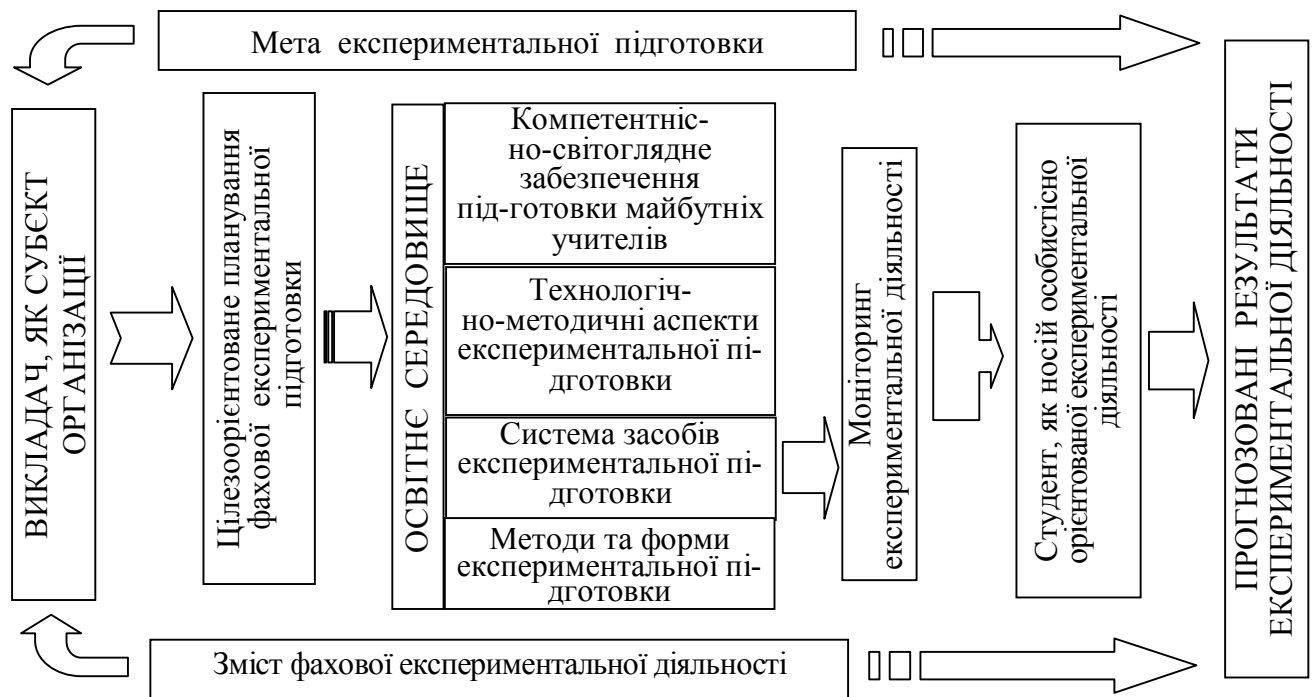 Мета експериментальної підготовки
ВИКЛАДАЧ, ЯК СУБЄКТ
ОРГАНІЗАЦІЇ
Цілезоорієнтоване планування
фахової експериментальної
підготовки
ОСВІТНЄ СЕРЕДОВИЩЕ
Компетентніс-
но-світоглядне
забезпечення
під-готовки майбутніх
учителів
Технологіч-
но-методичні аспекти
експериментальної пі-
дготовки
Система засобів
експериментальної пі-
дготовки
Методи та форми
експериментальної пі-
дготовки
Моніторинг
експериментальної діяльності
Студент, як носій особистісно
орієнтованої експериментальної
діяльності
ПРОГНОЗОВАНІ РЕЗУЛЬТАТИ
ЕКСПЕРИМЕНТАЛЬНОЇ ДІЯЛЬНОСТІ
Зміст фахової експериментальної діяльності